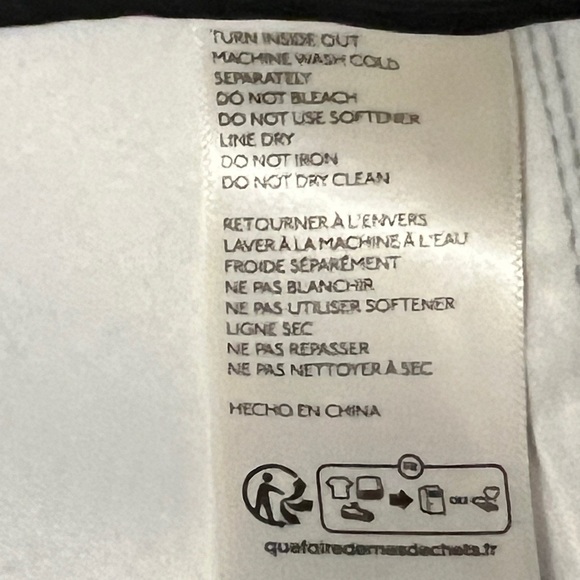 TURN INSIDE OUT
MACHINE WASH COLD
SEPARATELY
DO NOT BLEACH
DO NOT USE SOFTENER
LINE DRY
DO NOT IRON
DO NOT DRY CLEAN
RETOURNER À L'ENVERS
LAVER À LA MACHINE À L'EAU
FROIDE SÉPARÉMENT
NE PAS BLANCHIR
NE PAS UTILISER SOFTENER
LIGNE SEC
NE PAS REPASSER
NE PAS NETTOYER À SEC
HECHO EN CHINA
FR
OU
quefairedemesdechets.fr